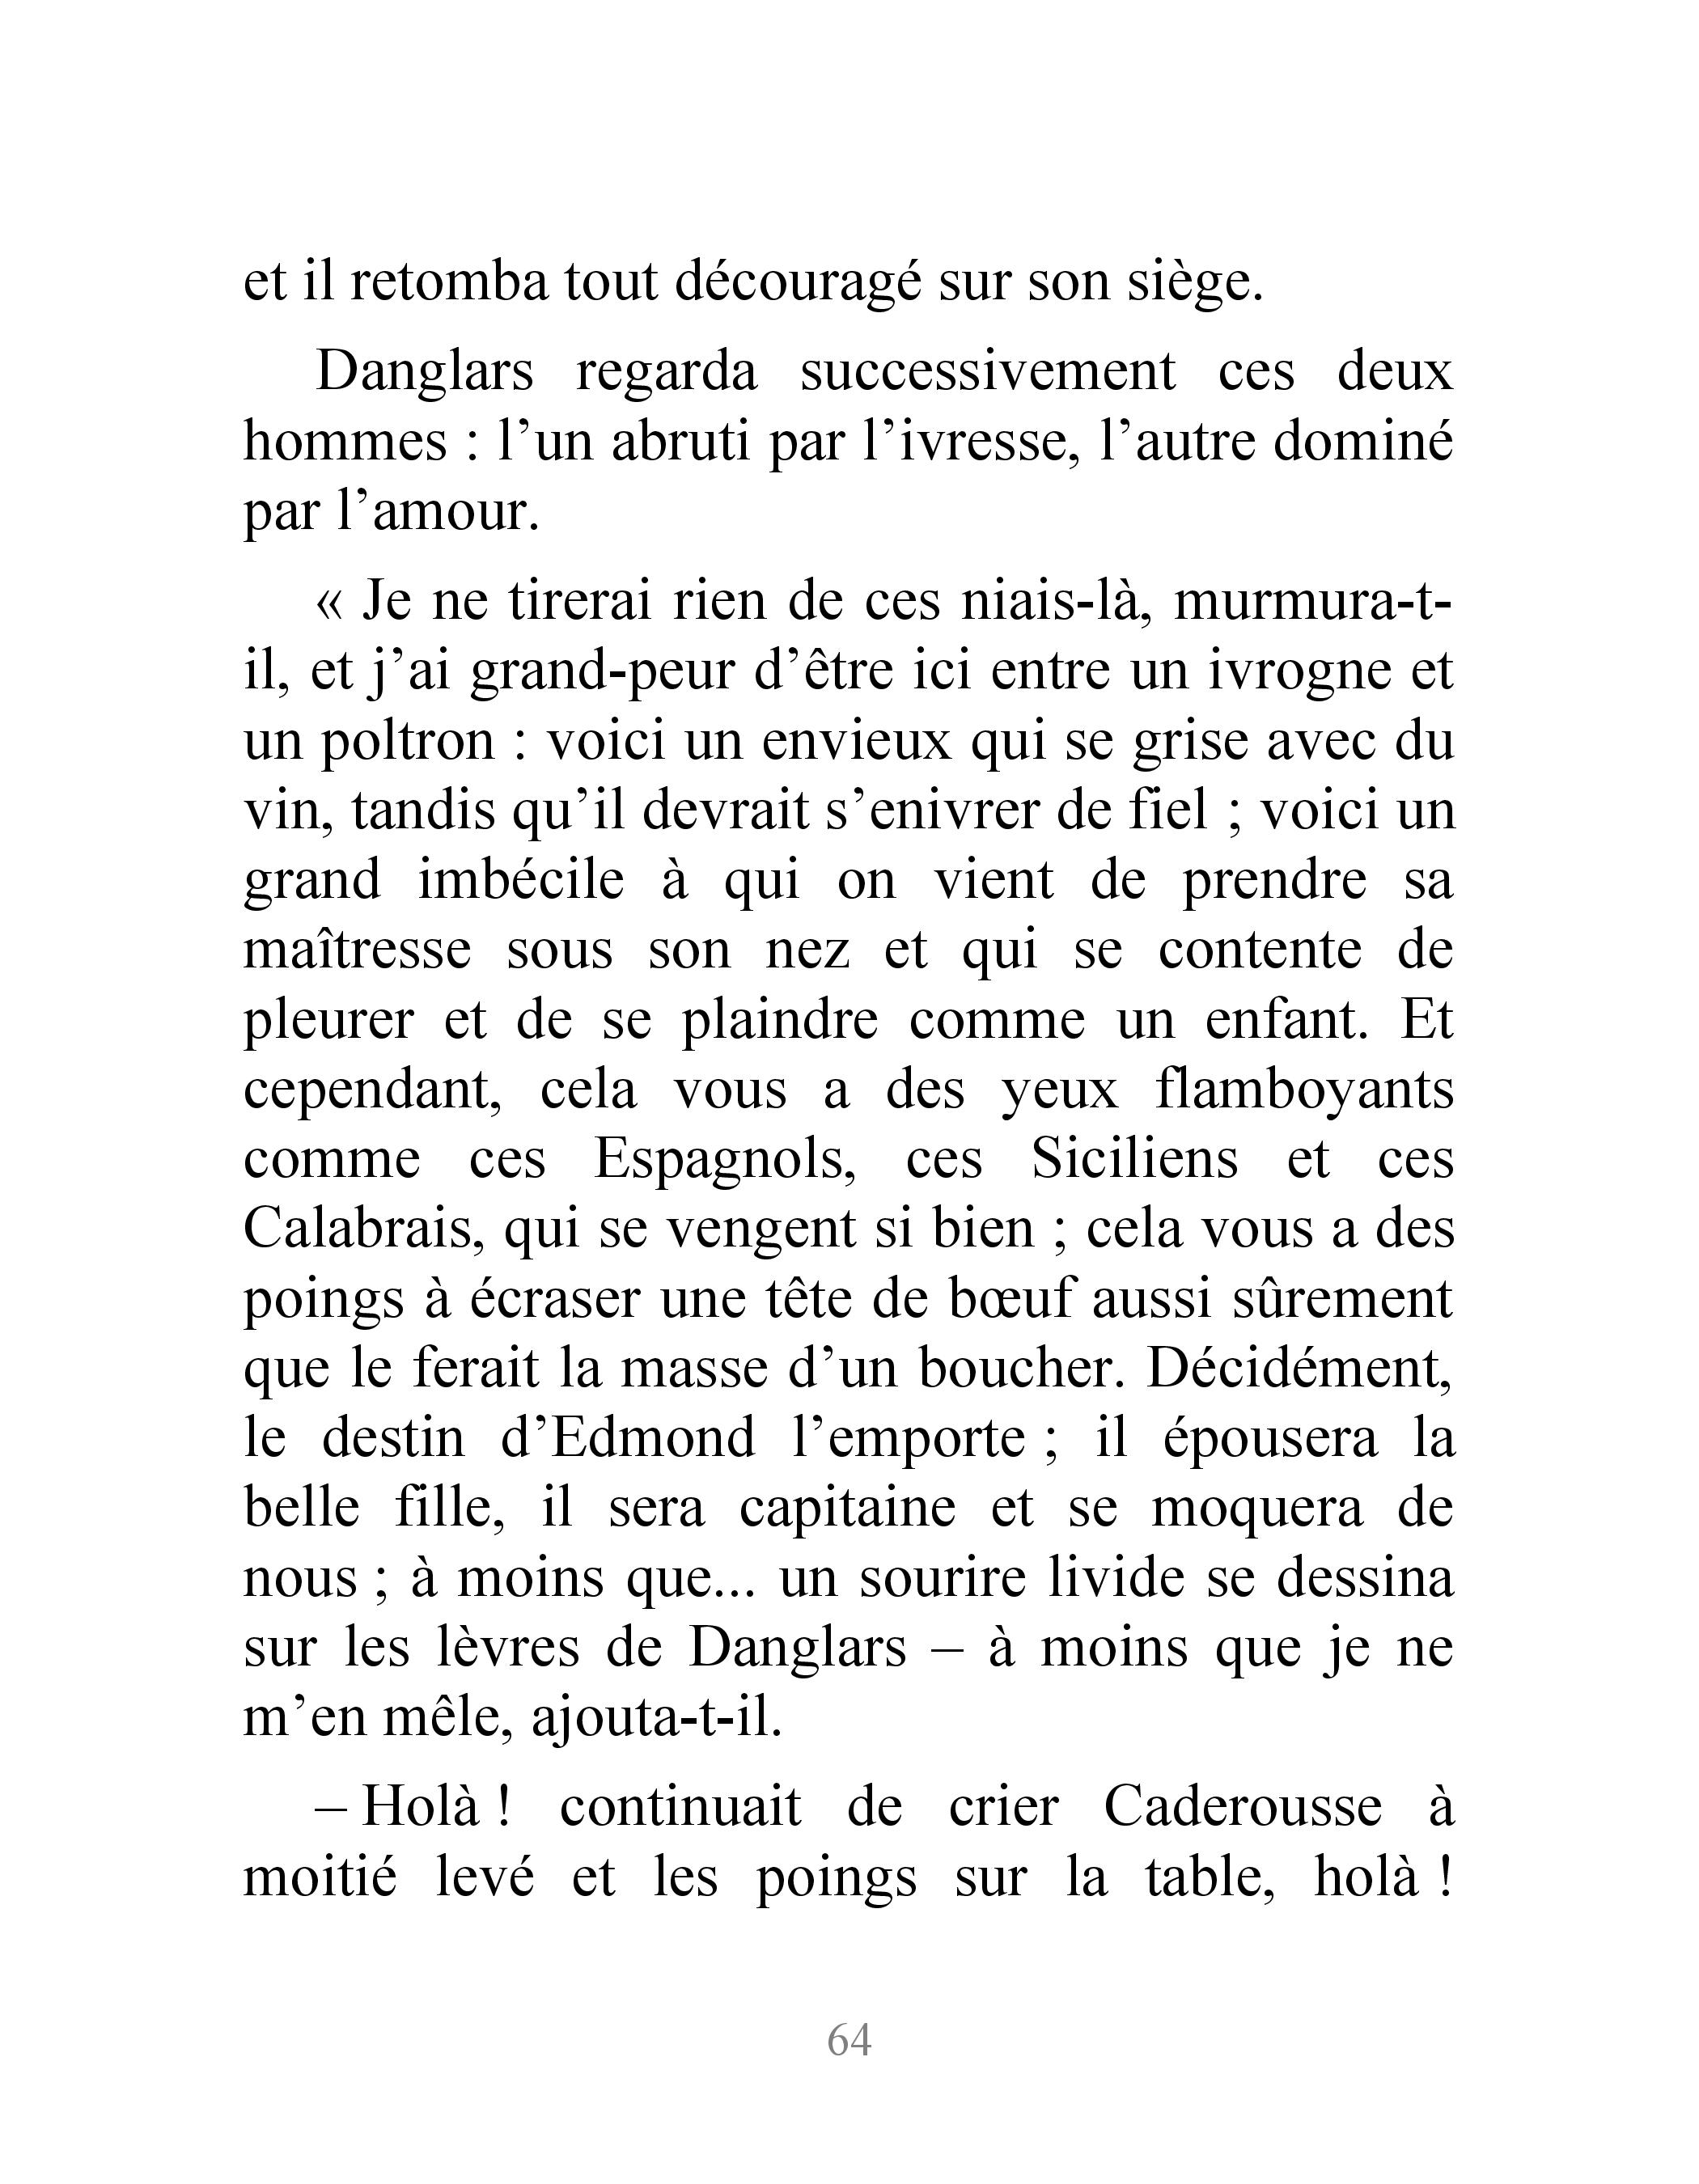 et il retomba tout découragé sur son siège.
Danglars regarda successivement ces deux
hommes : l’un abruti par l’ivresse, l’autre dominé
par l’amour.
« Je ne tirerai rien de ces niais-là, murmura-t-
il, et j’ai grand-peur d’être ici entre un ivrogne et
un poltron : voici un envieux qui se grise avec du
vin, tandis qu’il devrait s’enivrer de fiel ; voici un
grand imbécile à qui on vient de prendre sa
maîtresse sous son nez et qui se contente de
pleurer et de se plaindre comme un enfant. Et
cependant, cela vous a des yeux flamboyants
comme ces Espagnols, ces Siciliens et ces
Calabrais, qui se vengent si bien ; cela vous a des
poings à écraser une tête de bœuf aussi sûrement
que le ferait la masse d’un boucher. Décidément,
le destin d’Edmond l’emporte ; il épousera la
belle fille, il sera capitaine et se moquera de
nous ; à moins que... un sourire livide se dessina
sur les lèvres de Danglars – à moins que je ne
m’en mêle, ajouta-t-il.
– Holà ! continuait de crier Caderousse à
moitié levé et les poings sur la table, holà !
64